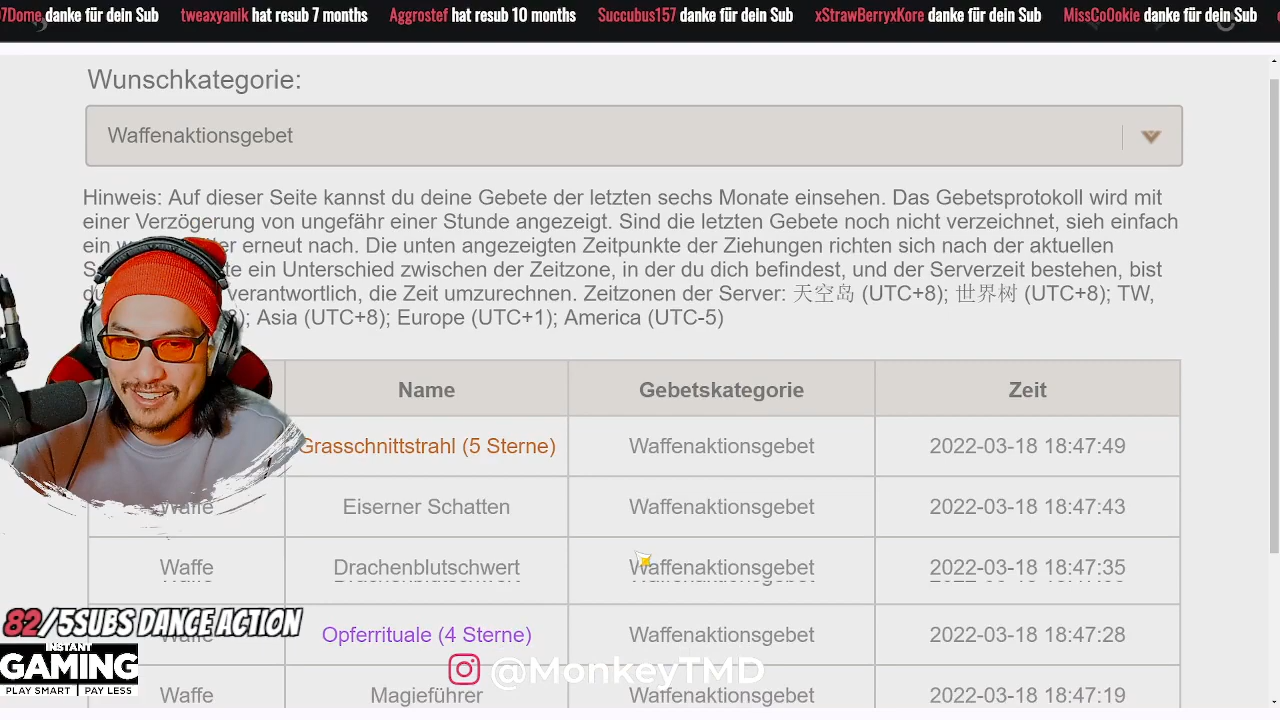 7Dome danke für dein Sub tweaxyanik hat resub 7 months Aggrostef hat resub 10 months Succubus157 danke für dein Sub xStrawBerryxKore danke für dein Sub MissCoOokie danke für dein Sub
Wunschkategorie:
Waffenaktionsgebet
Hinweis: Auf dieser Seite kannst du deine Gebete der letzten sechs Monate einsehen. Das Gebetsprotokoll wird mit
einer Verzögerung von ungefähr einer Stunde angezeigt. Sind die letzten Gebete noch nicht verzeichnet, sieh einfach
ein erneut nach. Die unten angezeigten Zeitpunkte der Ziehungen richten sich nach der aktuellen
ein Unterschied zwischen der Zeitzone, in der du dich befindest, und der Serverzeit bestehen, bist
verantwortlich, die Zeit umzurechnen. Zeitzonen der Server: 天空岛 (UTC+8); 世界树 (UTC+8); TW,
Asia (UTC+8); Europe (UTC+1); America (UTC-5)
Name Gebetskategorie Zeit
Grasschnittstrahl (5 Sterne) Waffenaktionsgebet 2022-03-18 18:47:49
Waffe Eiserner Schatten Waffenaktionsgebet 2022-03-18 18:47:43
Waffe Drachenblutschwert Waffenaktionsgebet 2022-03-18 18:47:35
Waffe Opferrituale (4 Sterne) Waffenaktionsgebet 2022-03-18 18:47:28
Waffe Magieführer Waffenaktionsgebet 2022-03-18 18:47:19
82/5SUBS DANCE ACTION
INSTANT
GAMING
PLAY SMART | PAY LESS
@MonkeyTMD